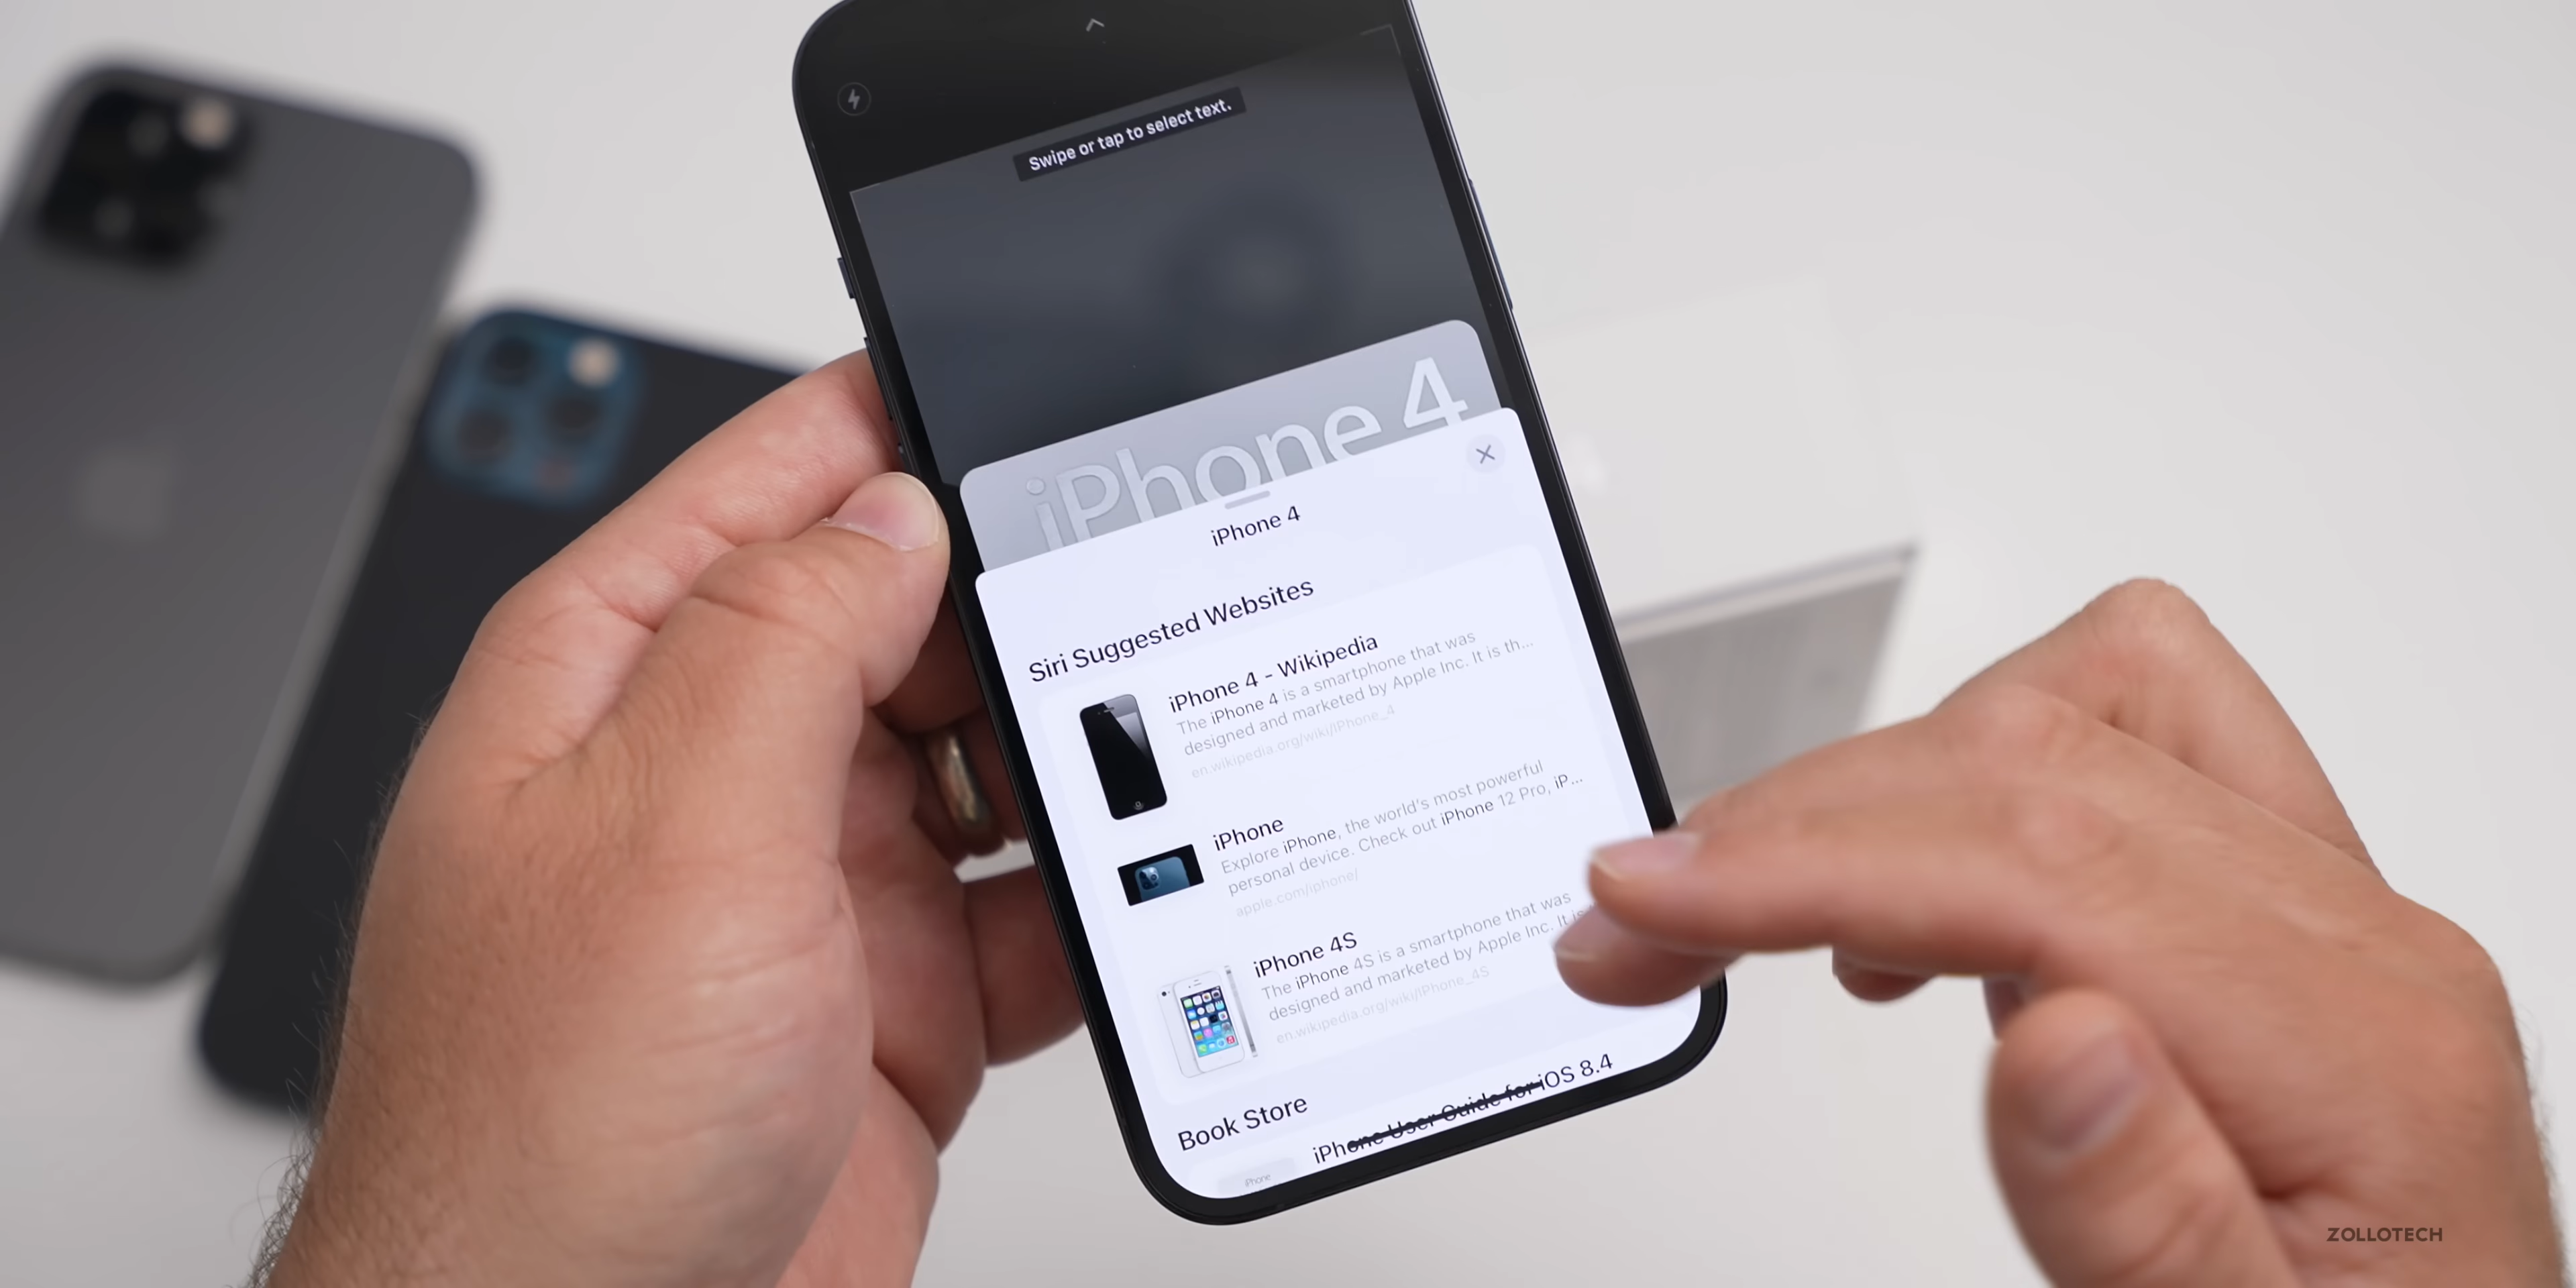 Swipe or tap to select text.
iPhone 4
iPhone 4
Siri Suggested Websites
iPhone 4 - Wikipedia
The iPhone 4 is a smartphone that was
designed and marketed by Apple Inc. It is th...
en.wikipedia.org/wiki/iPhone_4
iPhone
Explore iPhone, the world's most powerful
personal device. Check out iPhone 12 Pro, iP...
apple.com/iphone/
iPhone 4S
The iPhone 4S is a smartphone that was
designed and marketed by Apple Inc. It is
en.wikipedia.org/wiki/iPhone_4S
Book Store
iPhone User Guide for iOS 8.4
iPhone
ZOLLOTECH